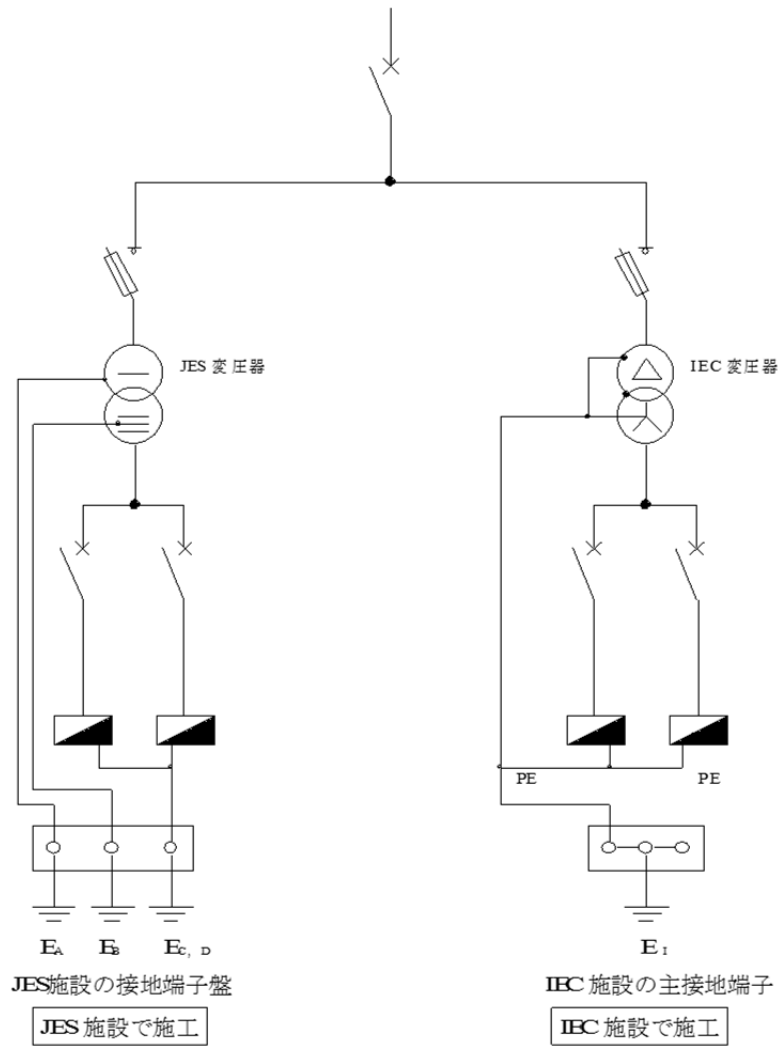 JES 変圧器
IEC 変圧器
PE
PE
EA
EB
EC, D
EI
JES施設の接地端子盤
IEC 施設の主接地端子
JES 施設で施工
IEC 施設で施工